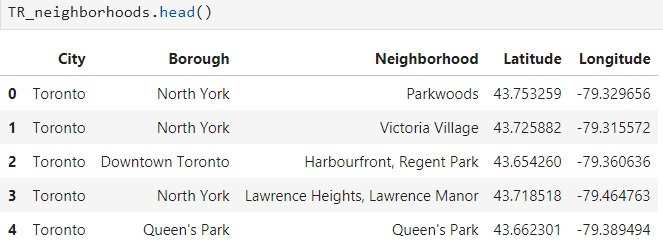 TR_neighborhoods.head()
City Borough Neighborhood Latitude Longitude
0 Toronto North York Parkwoods 43.753259 -79.329656
1 Toronto North York Victoria Village 43.725882 -79.315572
2 Toronto Downtown Toronto Harbourfront, Regent Park 43.654260 -79.360636
3 Toronto North York Lawrence Heights, Lawrence Manor 43.718518 -79.464763
4 Toronto Queen's Park Queen's Park 43.662301 -79.389494